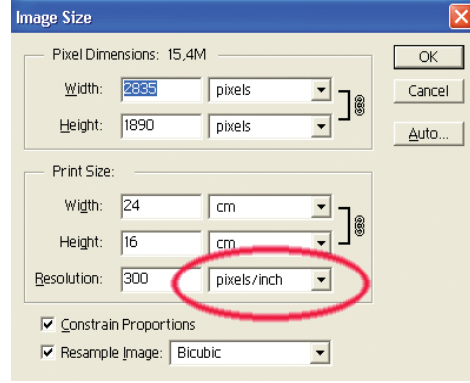 Image Size
Pixel Dimensions: 15,4M
OK
Width: 2835 pixels
Cancel
Height: 1890 pixels
Auto...
Print Size:
Width: 24 cm
Height: 16 cm
Resolution: 300 pixels/inch
Constrain Proportions
Resample Image: Bicubic